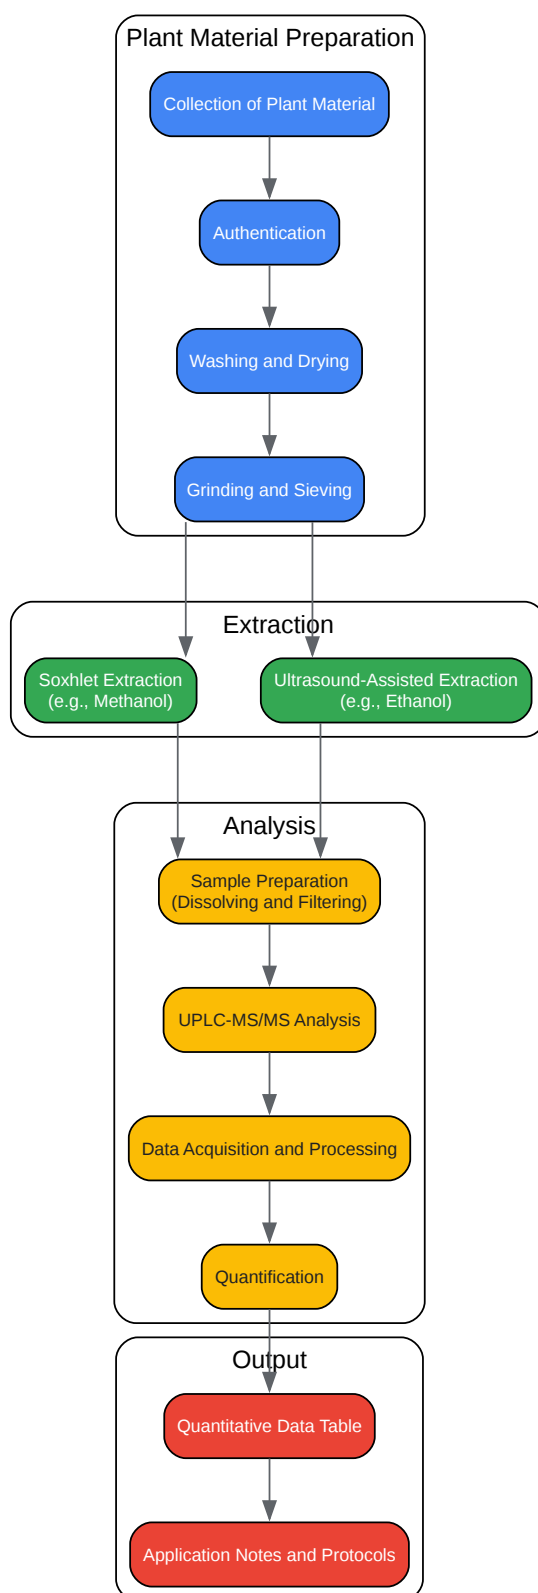 Plant Material Preparation
Collection of Plant Material
Authentication
Washing and Drying
Grinding and Sieving
Extraction
Soxhlet Extraction
(e.g., Methanol)
Ultrasound-Assisted Extraction
(e.g., Ethanol)
Analysis
Sample Preparation
(Dissolving and Filtering)
UPLC-MS/MS Analysis
Data Acquisition and Processing
Quantification
Output
Quantitative Data Table
Application Notes and Protocols